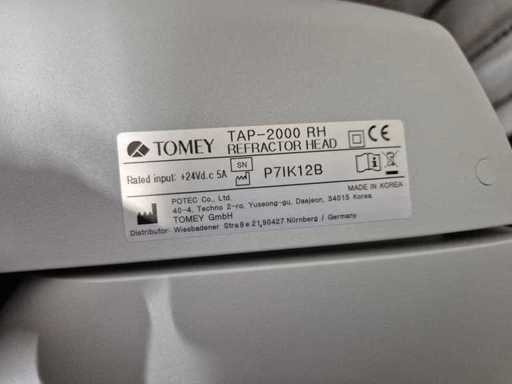 TOMEY TAP-2000 RH
REFRACTOR HEAD
CE
Rated input: +24Vd.c 5A
SN
P7IK12B
MADE IN KOREA
POTEC Co., Ltd.
40-4, Techno 2-ro, Yuseong-gu, Daejeon, 34015 Korea
TOMEY GmbH
Distributor: Wiesbadener Straße 21,90427 Nürnberg / Germany